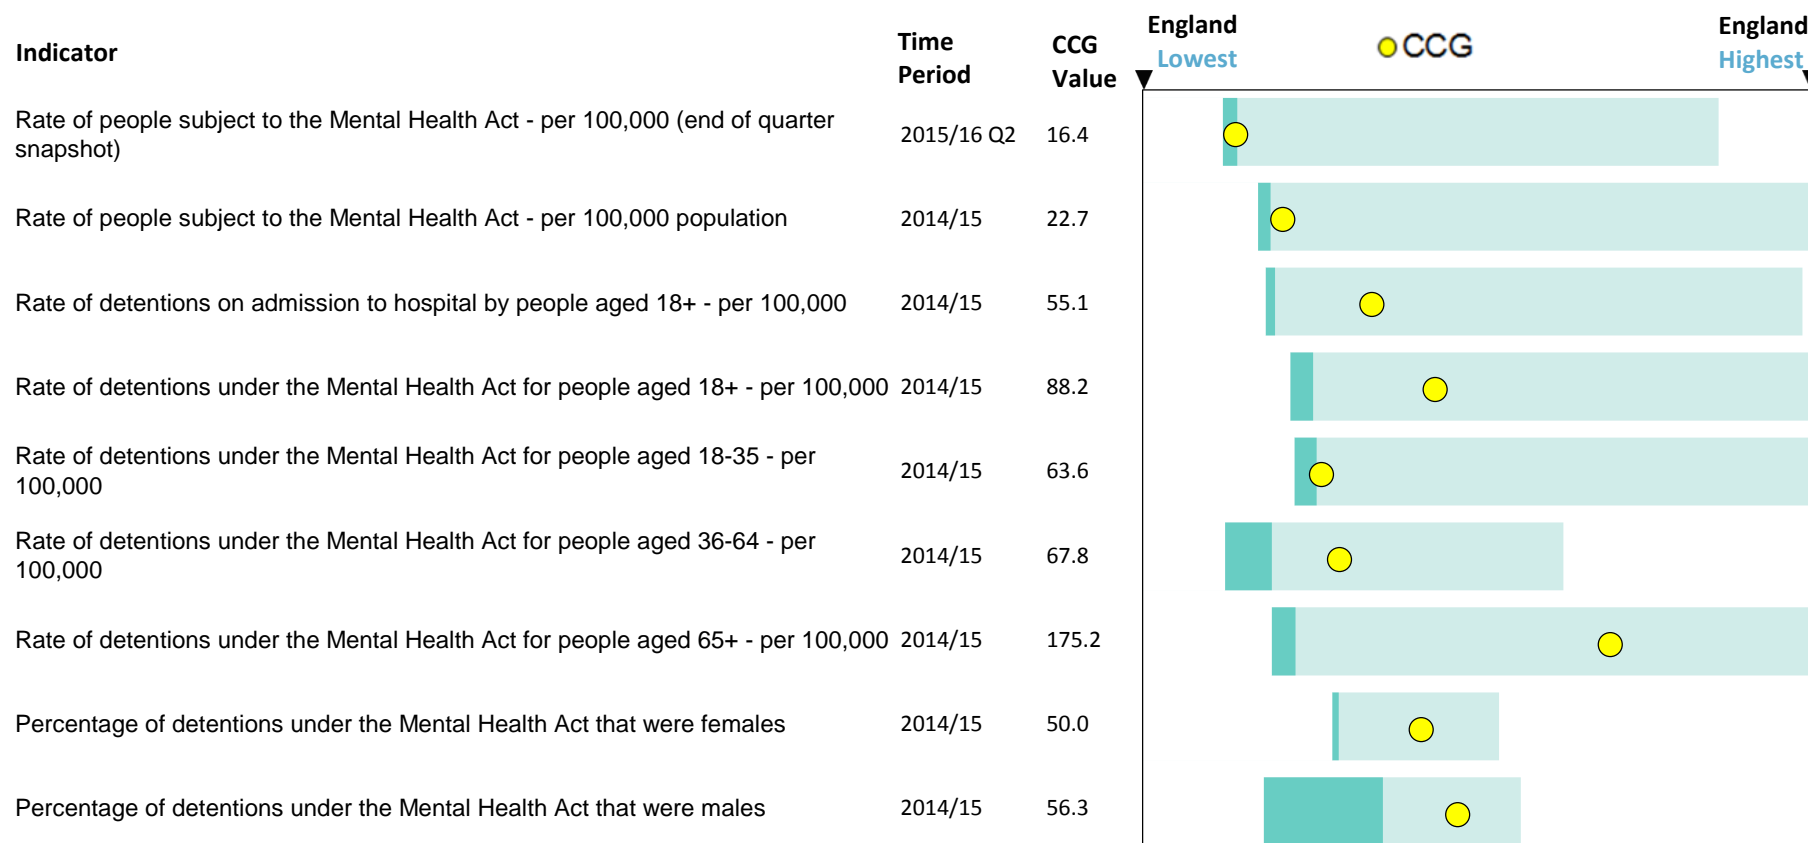 Indicator
Time Period
CCG Value
England Lowest
CCG
England Highest
Rate of people subject to the Mental Health Act - per 100,000 (end of quarter
snapshot)
2015/16 Q2
16.4
Rate of people subject to the Mental Health Act - per 100,000 population
2014/15
22.7
Rate of detentions on admission to hospital by people aged 18+ - per 100,000
2014/15
55.1
Rate of detentions under the Mental Health Act for people aged 18+ - per 100,000
2014/15
88.2
Rate of detentions under the Mental Health Act for people aged 18-35 - per
100,000
2014/15
63.6
Rate of detentions under the Mental Health Act for people aged 36-64 - per
100,000
2014/15
67.8
Rate of detentions under the Mental Health Act for people aged 65+ - per 100,000
2014/15
175.2
Percentage of detentions under the Mental Health Act that were females
2014/15
50.0
Percentage of detentions under the Mental Health Act that were males
2014/15
56.3